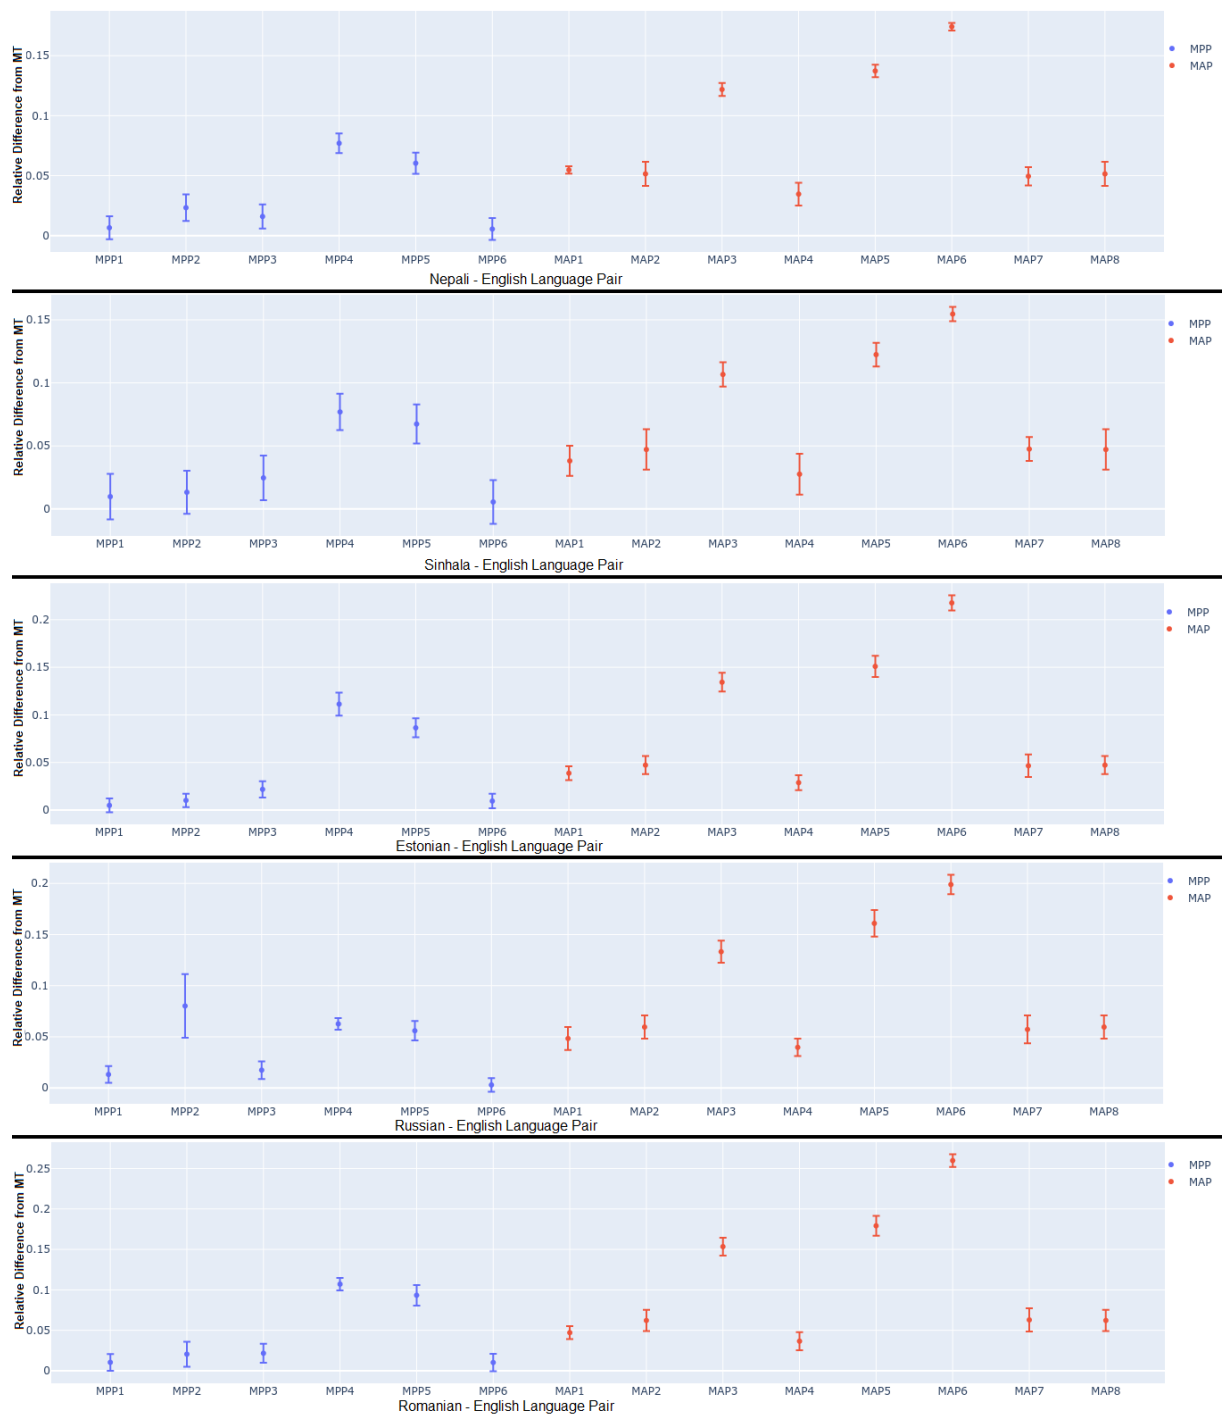 Relative Difference from MT
0.15
0.1
0.05
0
MPP1 MPP2 MPP3 MPP4 MPP5 MPP6 MAP1 MAP2 MAP3 MAP4 MAP5 MAP6 MAP7 MAP8
MPP
MAP
Nepali - English Language Pair
Relative Difference from MT
0.15
0.1
0.05
0
MPP1 MPP2 MPP3 MPP4 MPP5 MPP6 MAP1 MAP2 MAP3 MAP4 MAP5 MAP6 MAP7 MAP8
MPP
MAP
Sinhala - English Language Pair
Relative Difference from MT
0.2
0.15
0.1
0.05
0
MPP1 MPP2 MPP3 MPP4 MPP5 MPP6 MAP1 MAP2 MAP3 MAP4 MAP5 MAP6 MAP7 MAP8
MPP
MAP
Estonian - English Language Pair
Relative Difference from MT
0.2
0.15
0.1
0.05
0
MPP1 MPP2 MPP3 MPP4 MPP5 MPP6 MAP1 MAP2 MAP3 MAP4 MAP5 MAP6 MAP7 MAP8
MPP
MAP
Russian - English Language Pair
Relative Difference from MT
0.25
0.2
0.15
0.1
0.05
0
MPP1 MPP2 MPP3 MPP4 MPP5 MPP6 MAP1 MAP2 MAP3 MAP4 MAP5 MAP6 MAP7 MAP8
MPP
MAP
Romanian - English Language Pair